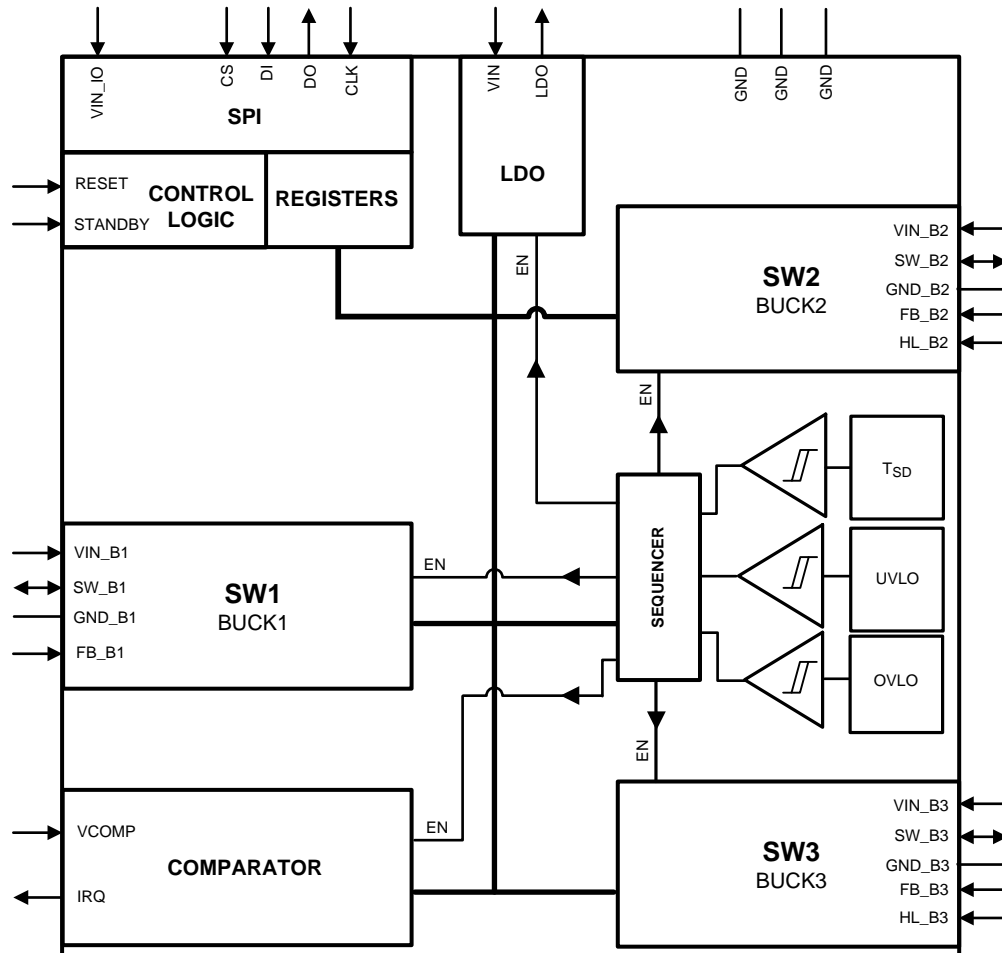 VIN_IO
CS
DI
DO
CLK
VIN
LDO
GND
GND
GND
SPI
RESET
STANDBY
CONTROL
LOGIC
REGISTERS
LDO
EN
SW2
BUCK2
VIN_B2
SW_B2
GND_B2
FB_B2
HL_B2
EN
TSD
SEQUENCER
UVLO
OVLO
VIN_B1
SW_B1
GND_B1
FB_B1
SW1
BUCK1
EN
EN
VCOMP
IRQ
COMPARATOR
EN
SW3
BUCK3
VIN_B3
SW_B3
GND_B3
FB_B3
HL_B3